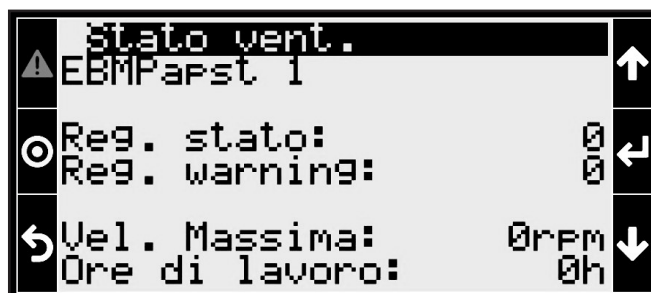 Stato vent.
EBMPapst 1
Reg. stato: 0
Reg. warning: 0
Vel. Massima: 0rpm
Ore di lavoro: 0h